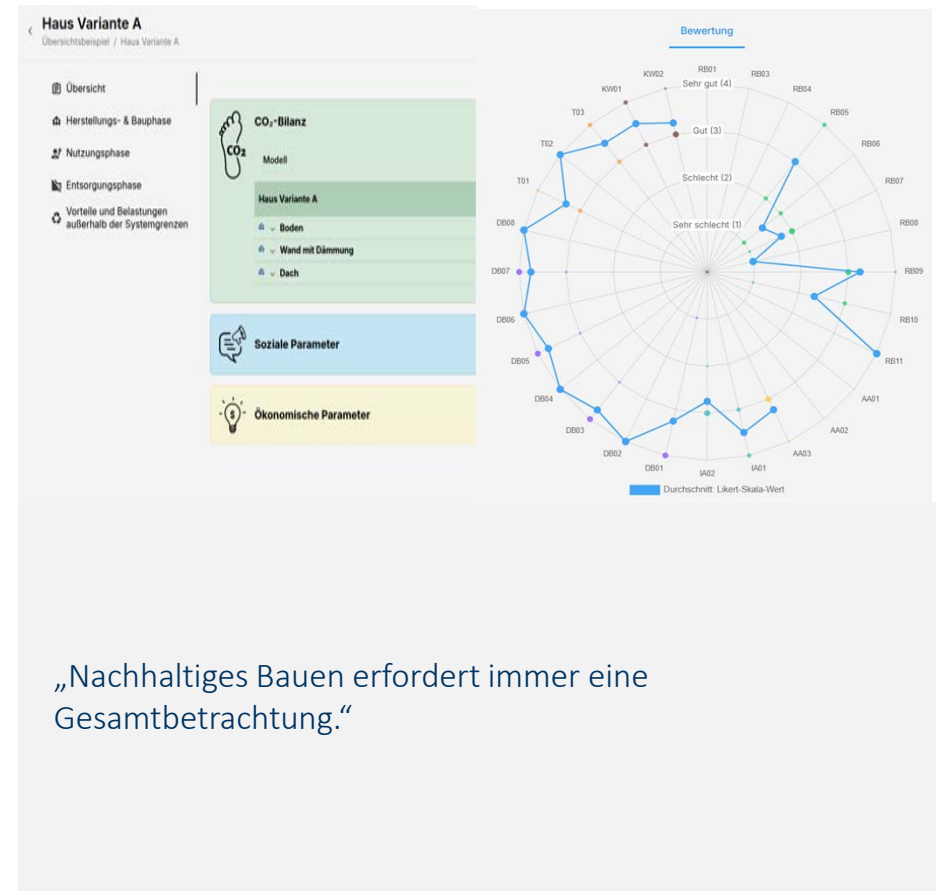 Haus Variante A
Übersichtsbeispiel / Haus Variante A
Übersicht
Herstellungs- & Bauphase
Nutzungsphase
Entsorgungsphase
Vorteile und Belastungen
außerhalb der Systemgrenzen
CO₂-Bilanz
CO2
Modell
Haus Variante A
Boden
Wand mit Dämmung
Dach
Soziale Parameter
$
Ökonomische Parameter
Bewertung
RB01
RB03
RB04
RB05
RB06
RB07
RB08
RB09
RB10
RB11
AA01
AA02
AA03
IA01
IA02
DB01
DB02
DB03
DB04
DB05
DB06
DB07
DB08
T01
T02
T03
KW01
KW02
Sehr gut (4)
Gut (3)
Schlecht (2)
Sehr schlecht (1)
Durchschnitt: Likert-Skala-Wert
„Nachhaltiges Bauen erfordert immer eine
Gesamtbetrachtung.“